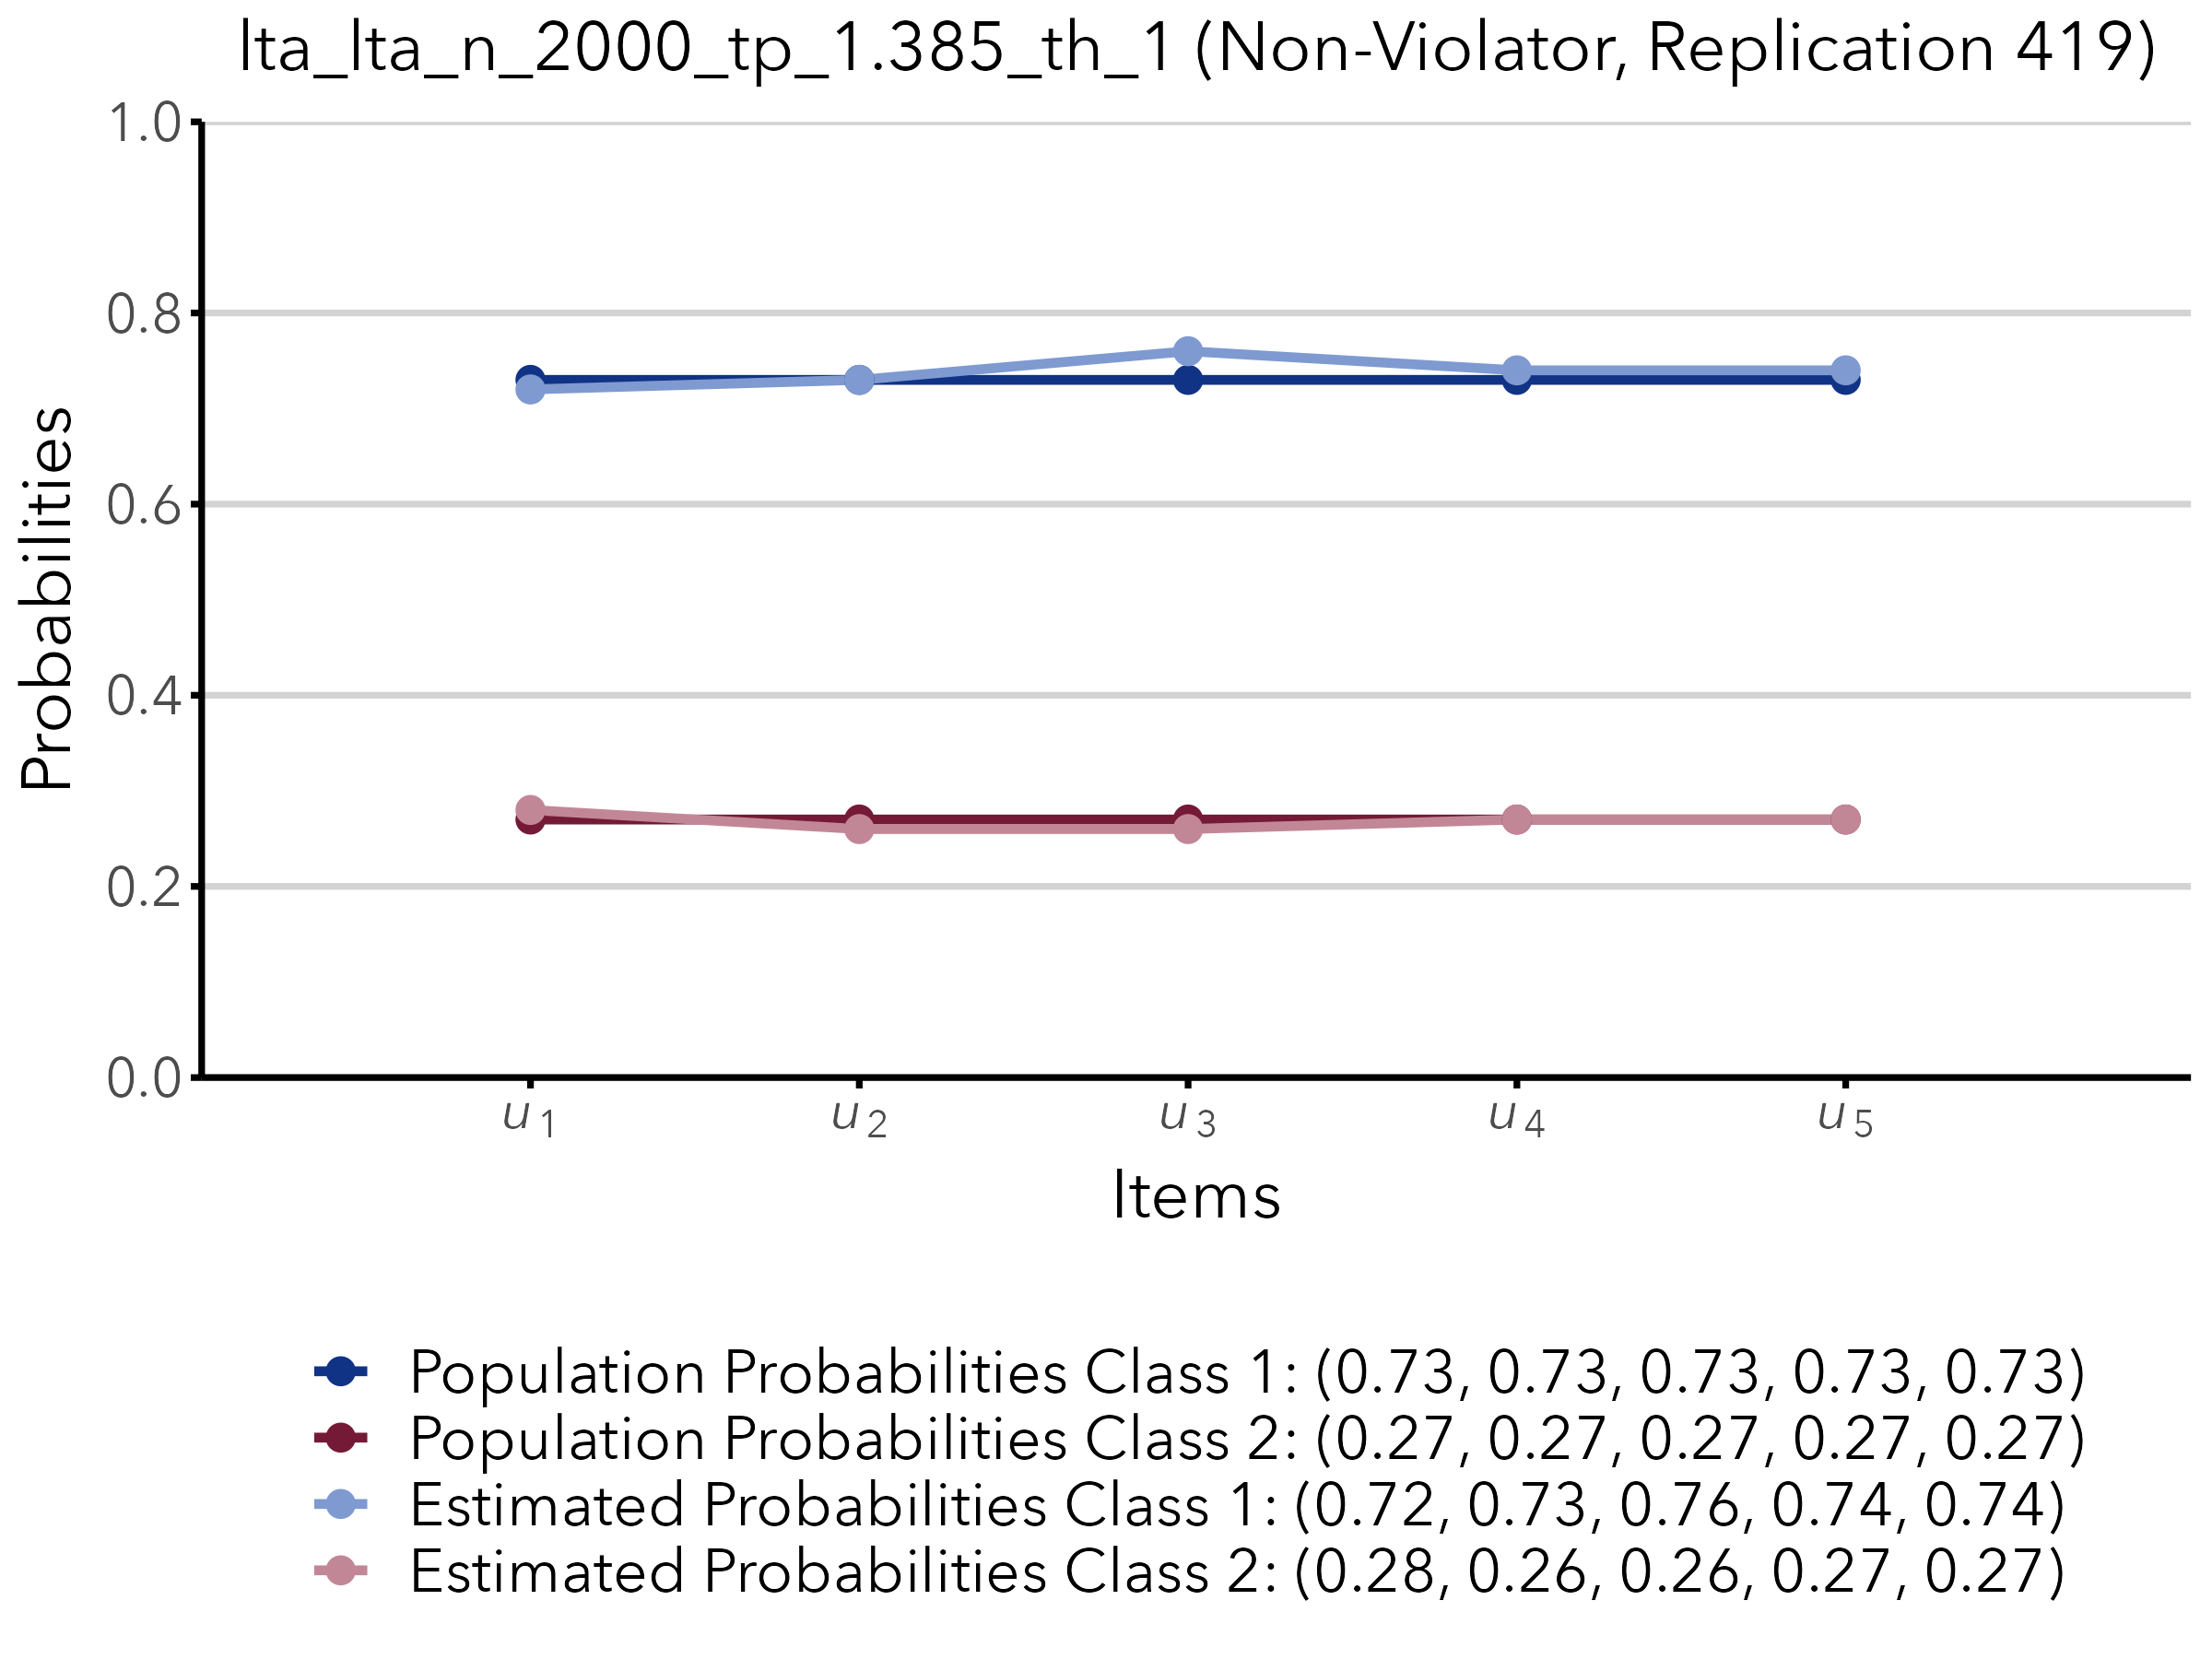 lta_lta_n_2000_tp_1.385_th_1 (Non-Violator, Replication 419)
1.0
0.8
0.6
0.4
0.2
0.0
Probabilities
u1 u2 u3 u4 u5
Items
Population Probabilities Class 1: (0.73, 0.73, 0.73, 0.73, 0.73)
Population Probabilities Class 2: (0.27, 0.27, 0.27, 0.27, 0.27)
Estimated Probabilities Class 1: (0.72, 0.73, 0.76, 0.74, 0.74)
Estimated Probabilities Class 2: (0.28, 0.26, 0.26, 0.27, 0.27)